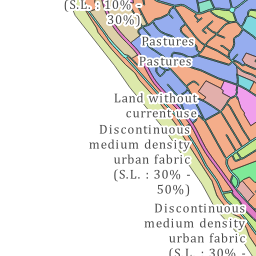 (S.L. : 10% -
30%)
Pastures
Pastures
Land without
current use
Discontinuous
medium density
urban fabric
(S.L. : 30% -
50%)
Discontinuous
medium density
urban fabric
(S.L. : 30% -